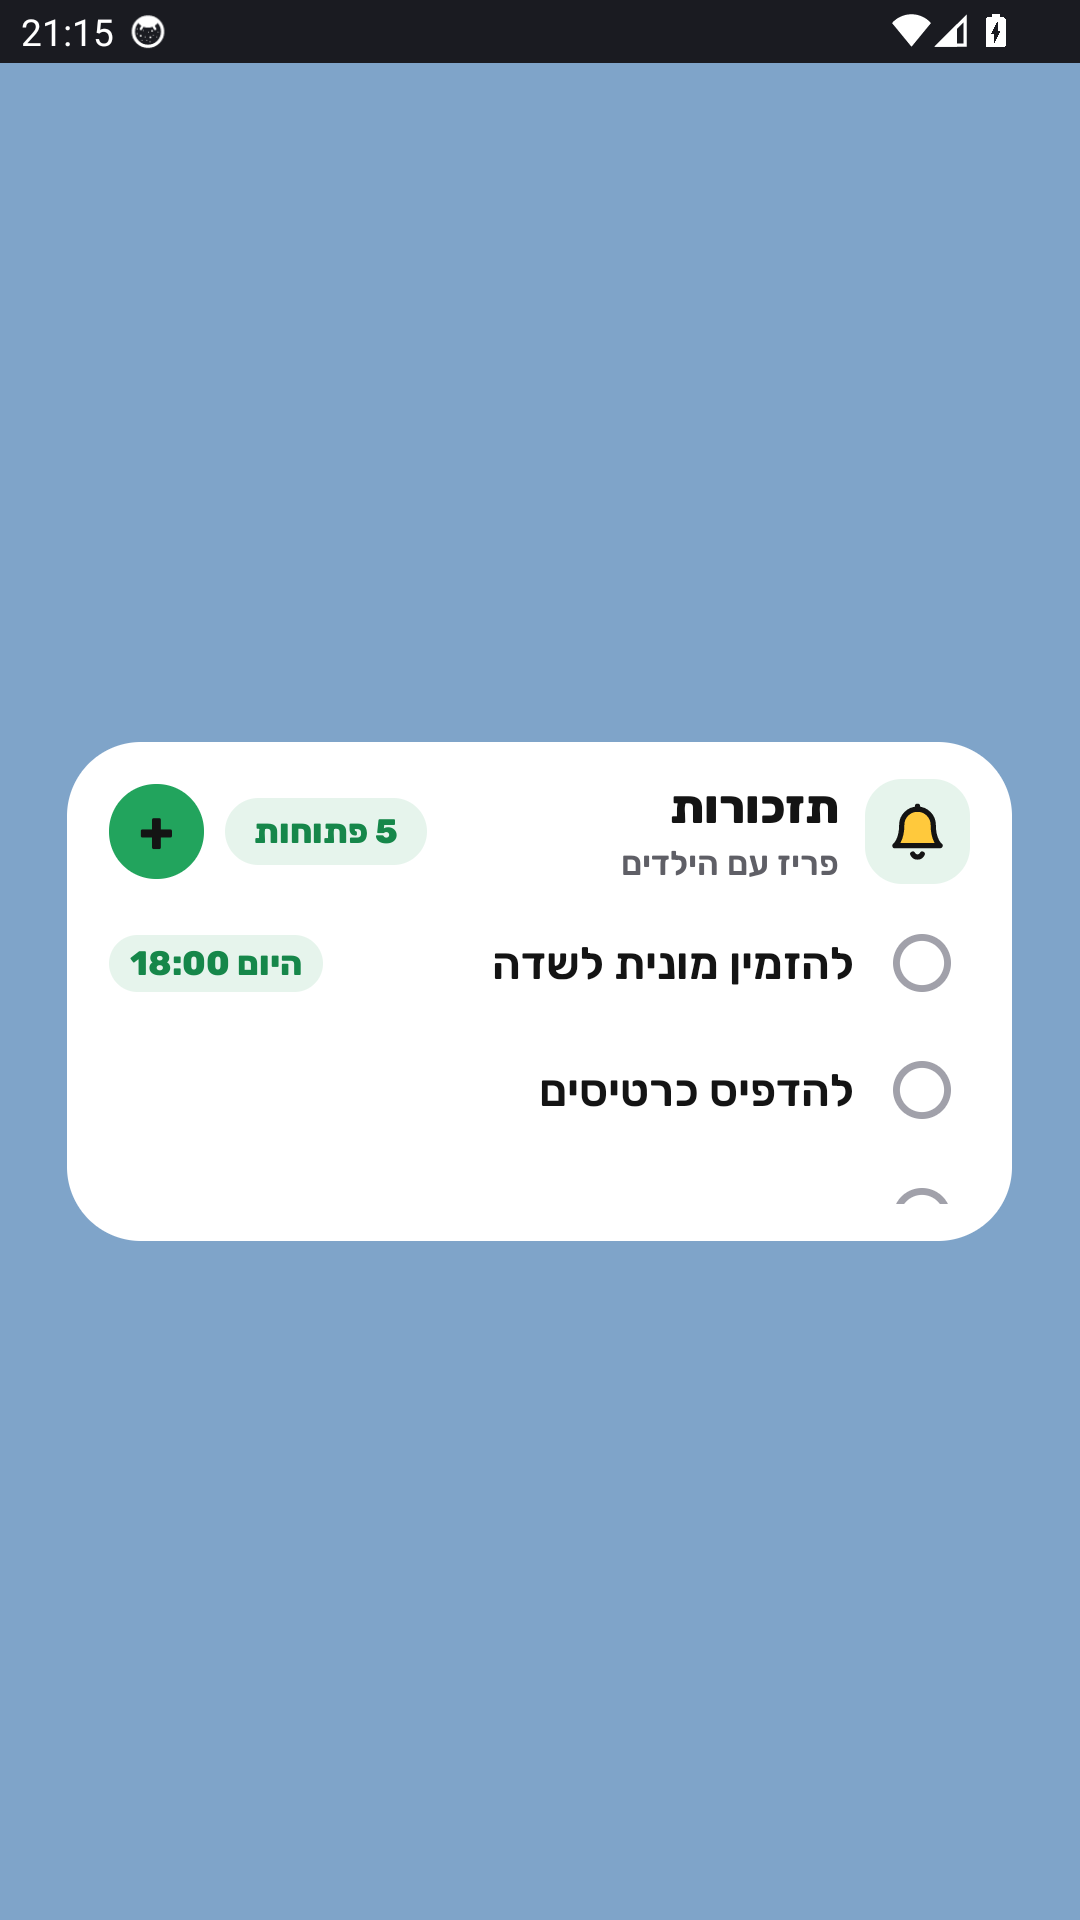 21:15
תזכורות
פריז עם הילדים
5 פתוחות
+
להזמין מונית לשדה
היום 18:00
להדפיס כרטיסים